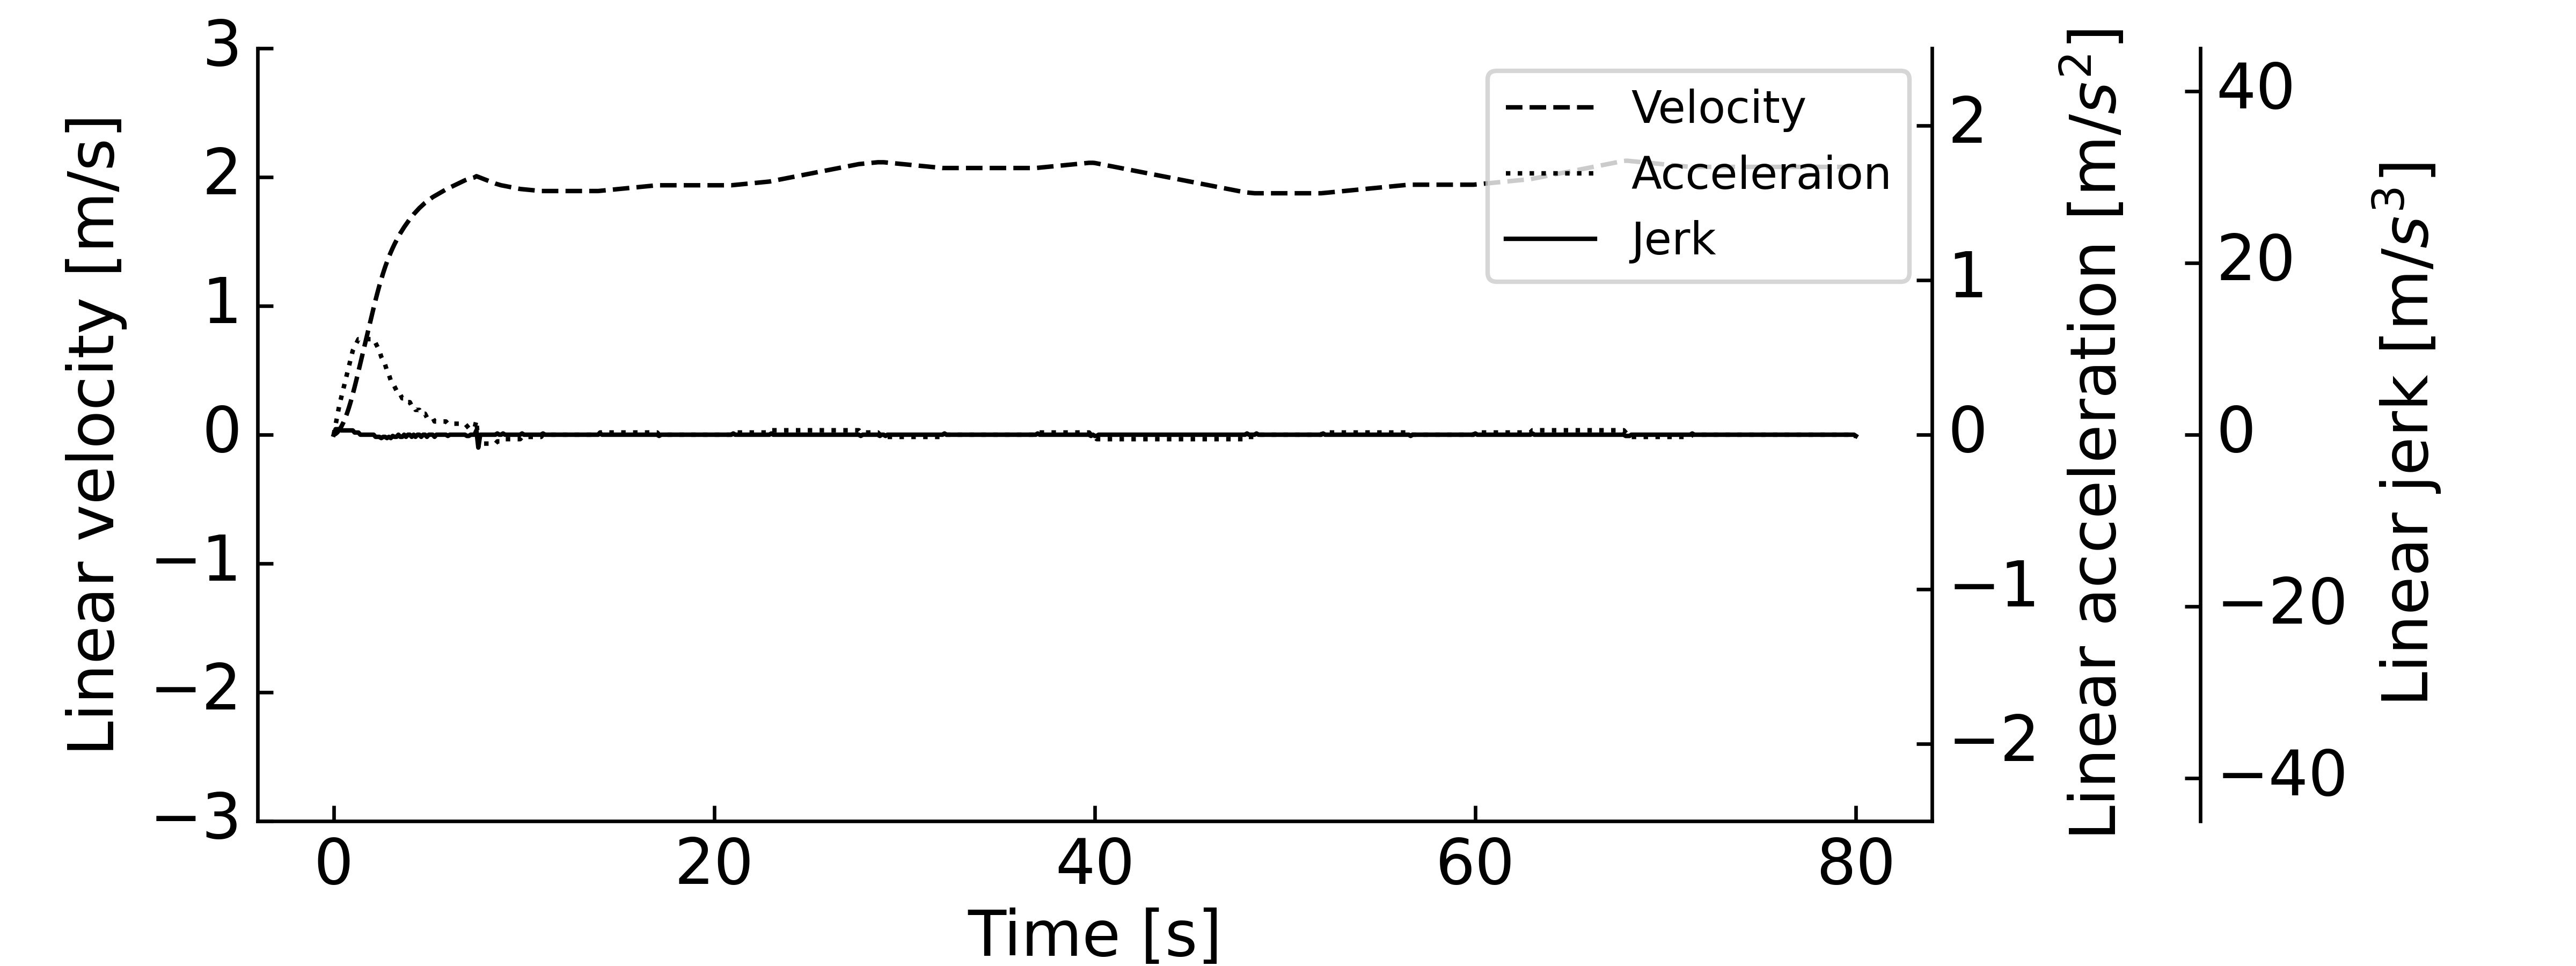 Linear velocity [m/s]
3
2
1
0
−1
−2
−3
0 20 40 60 80
Time [s]
Velocity
Acceleraion
Jerk
2
1
0
−1
−2
Linear acceleration [m/s²]
40
20
0
−20
−40
Linear jerk [m/s³]